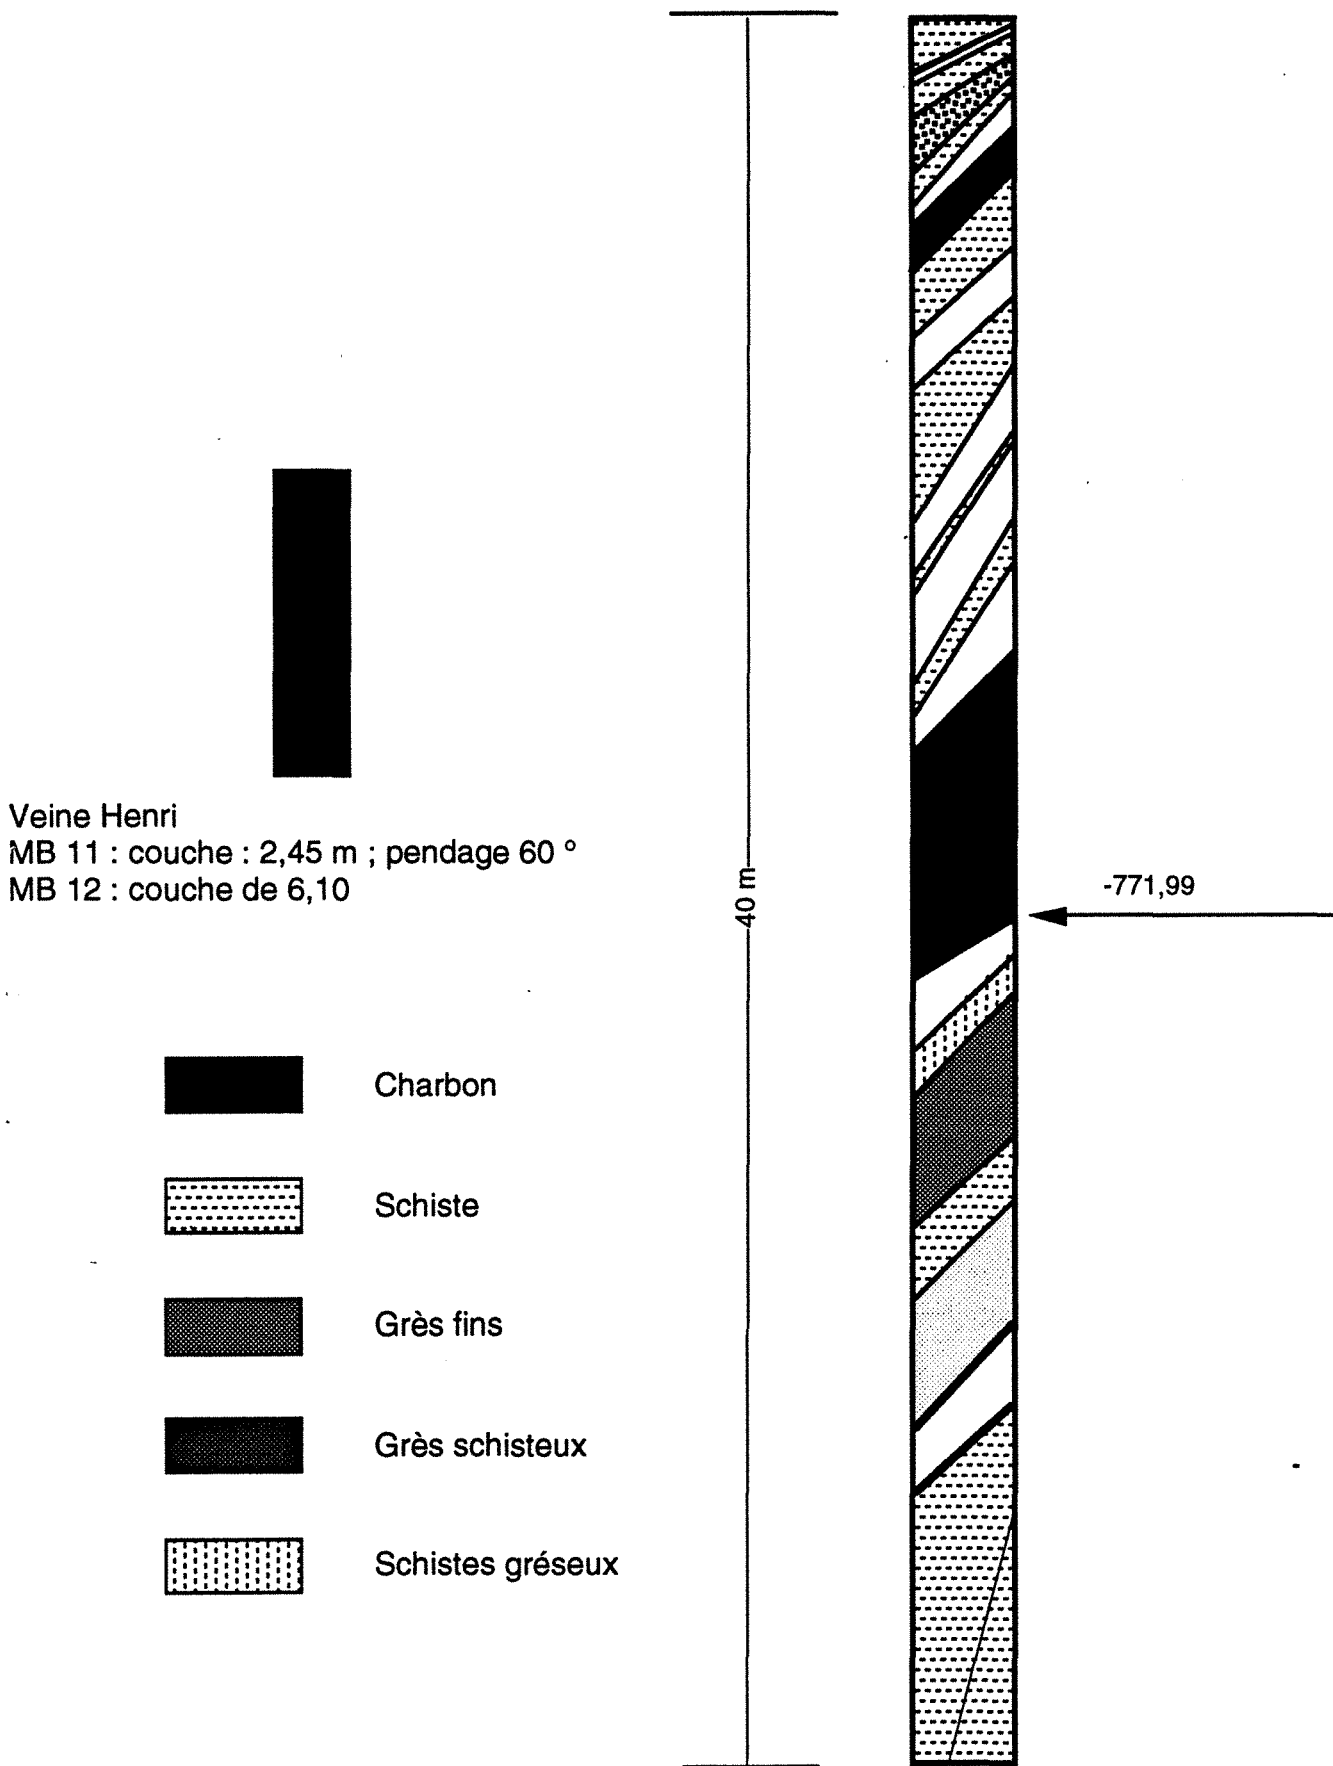 Veine Henri
MB 11 : couche : 2,45 m ; pendage 60 °
MB 12 : couche de 6,10
40 m
-771,99
Charbon
Schiste
Grès fins
Grès schisteux
Schistes gréseux